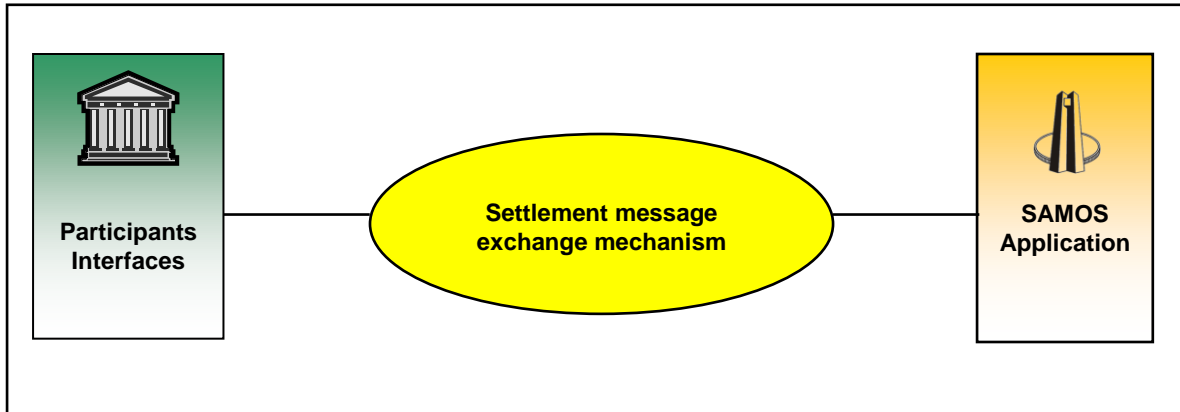 Participants
Interfaces
Settlement message
exchange mechanism
SAMOS
Application